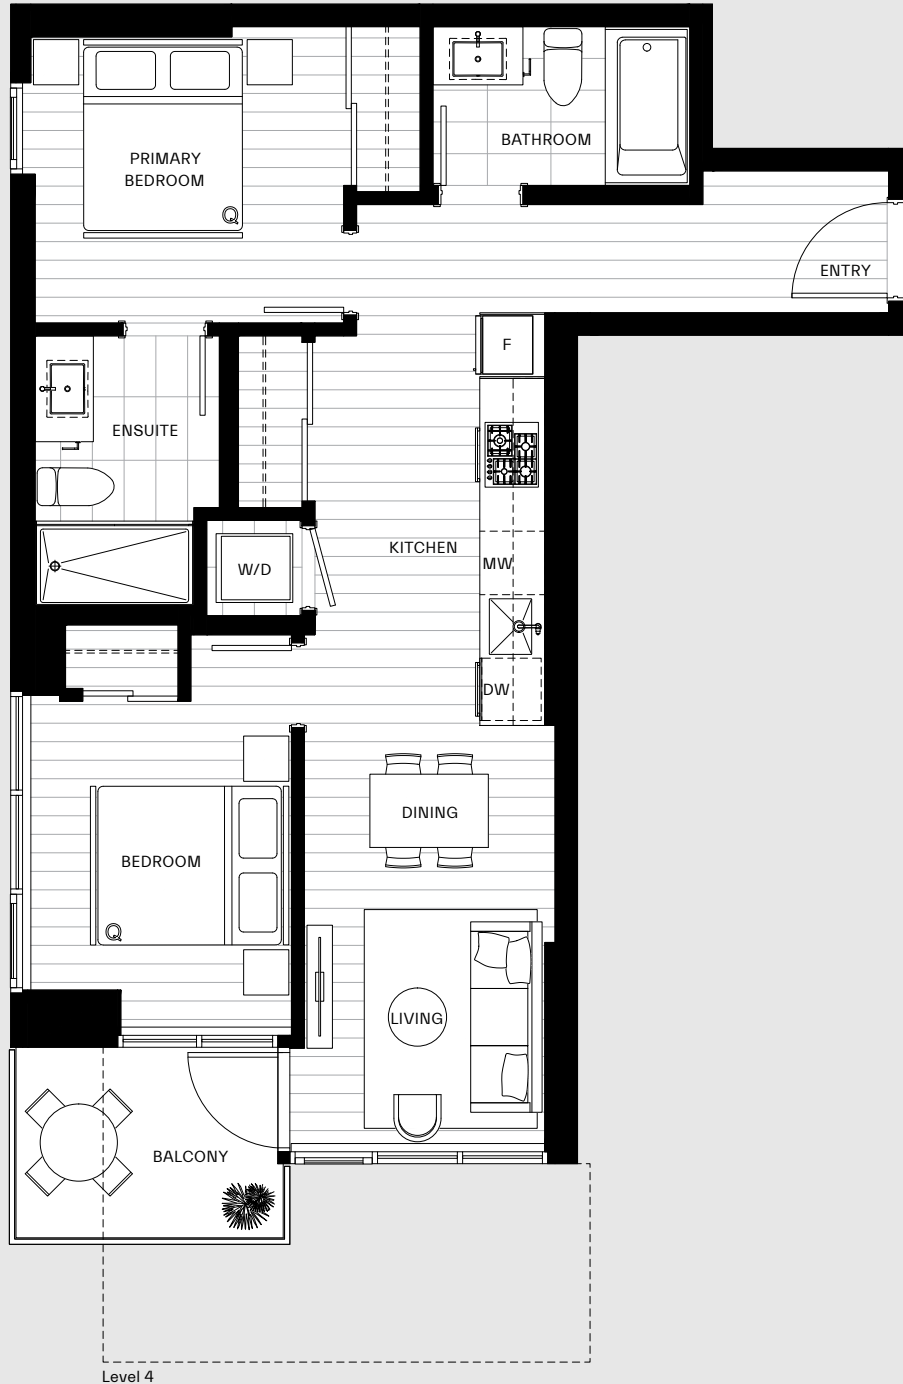 BATHROOM
PRIMARY
BEDROOM
ENTRY
F
ENSUITE
KITCHEN
MW
W/D
DW
DINING
BEDROOM
LIVING
BALCONY
Level 4